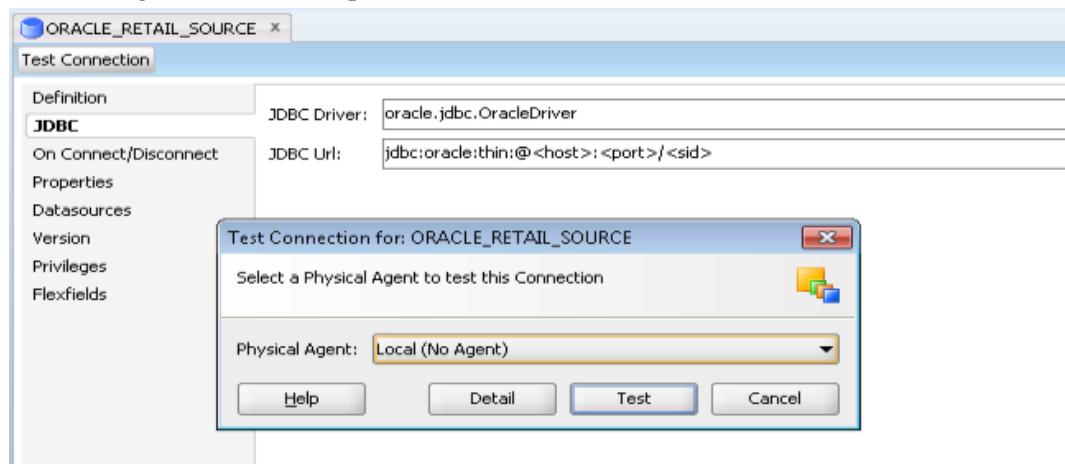 ORACLE_RETAIL_SOURCE ×
Test Connection
Definition
JDBC
On Connect/Disconnect
Properties
Datasources
Version
Privileges
Flexfields
JDBC Driver: oracle.jdbc.OracleDriver
JDBC Url: jdbc:oracle:thin:@<host>:<port>/<sid>
Test Connection for: ORACLE_RETAIL_SOURCE
Select a Physical Agent to test this Connection
Physical Agent: Local (No Agent)
Help Detail Test Cancel